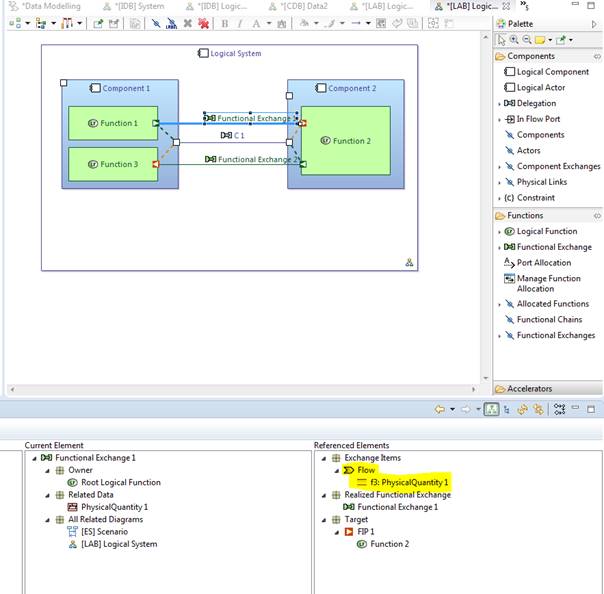 *Data Modelling
*[IDB] System
*[IDB] Logic...
*[CDB] Data2
*[LAB] Logic...
*[LAB] Logic...
Logical System
Component 1
Component 2
Function 1
Functional Exchange 1
C 1
Function 2
Function 3
Functional Exchange 2
Palette
Components
Logical Component
Logical Actor
Delegation
In Flow Port
Components
Actors
Component Exchanges
Physical Links
(c) Constraint
Functions
Logical Function
Functional Exchange
Port Allocation
Manage Function
Allocation
Allocated Functions
Functional Chains
Functional Exchanges
Accelerators
Current Element
Functional Exchange 1
Owner
Root Logical Function
Related Data
PhysicalQuantity 1
All Related Diagrams
[ES] Scenario
[LAB] Logical System
Referenced Elements
Exchange Items
Flow
f3: PhysicalQuantity 1
Realized Functional Exchange
Functional Exchange 1
Target
FIP 1
Function 2